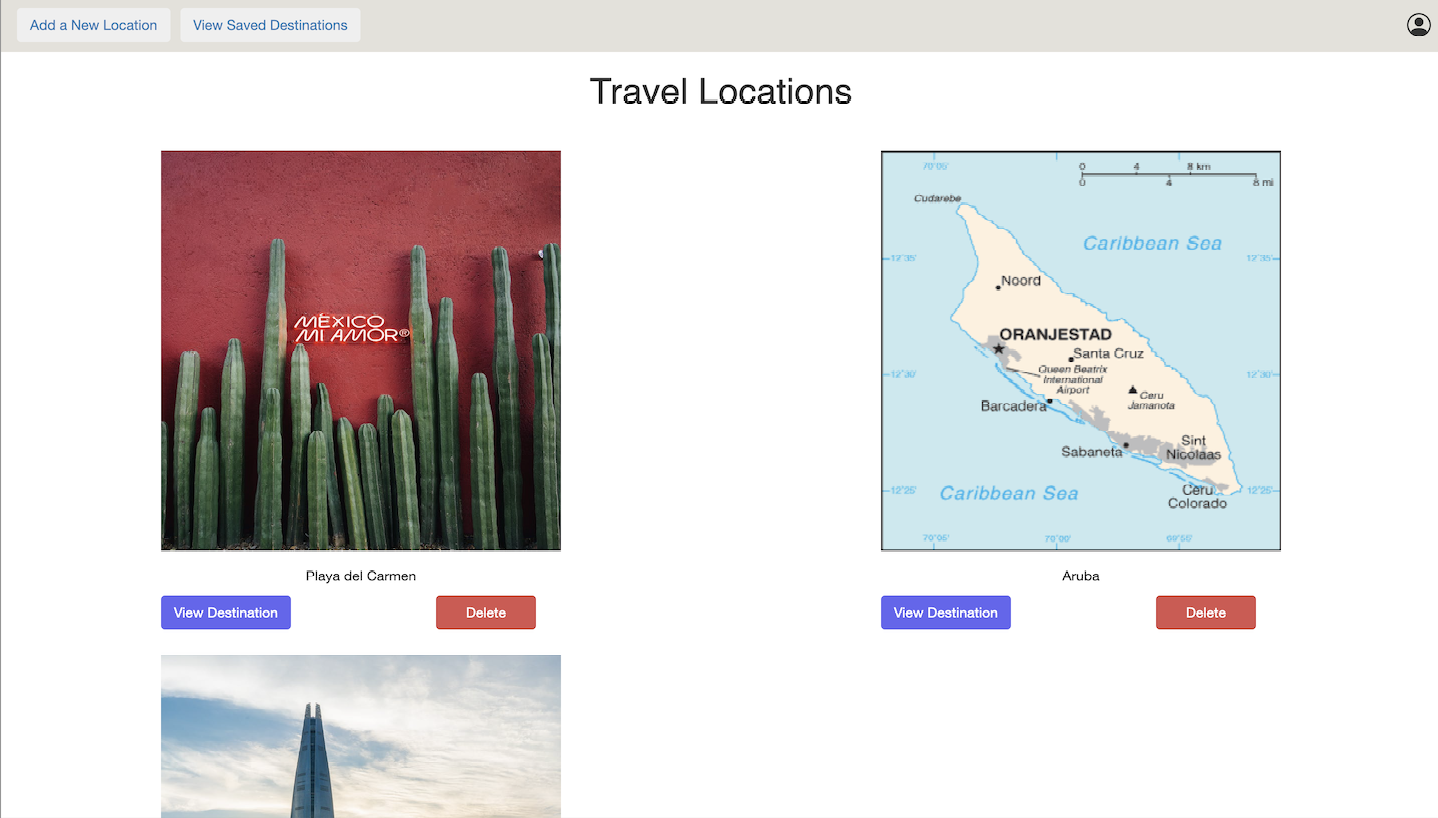 Add a New Location
View Saved Destinations
Travel Locations
MEXICO
MI AMOR®
Playa del Carmen
View Destination
Delete
70°05'
0 4 8 km
0 4 8 mi
Cudarebe
Caribbean Sea
12°35'
12°35'
Noord
ORANJESTAD
Santa Cruz
12°30'
12°30'
Queen Beatrix
International
Airport
Ceru
Jamanota
Barcadera
Sabaneta
Sint
Nicolaas
12°25'
12°25'
Caribbean Sea
Ceru
Colorado
70°05'
70°00'
Aruba
View Destination
Delete